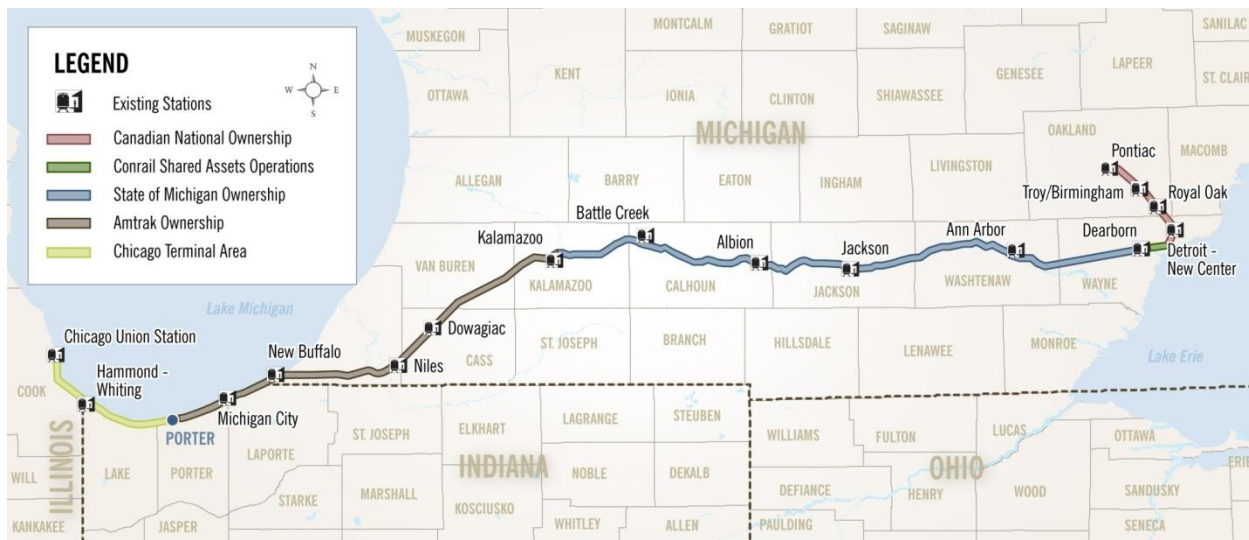 LEGEND
N
W
E
S
Existing Stations
Canadian National Ownership
Conrail Shared Assets Operations
State of Michigan Ownership
Amtrak Ownership
Chicago Terminal Area
MUSKEGON
MONTCALM
GRATIOT
SAGINAW
SANILAC
KENT
GENESEE
LAPEER
ST. CLAIR
OTTAWA
IONIA
CLINTON
SHIAWASSEE
MICHIGAN
OAKLAND
MACOMB
Pontiac
LIVINGSTON
Troy/Birmingham
Royal Oak
ALLEGAN
BARRY
EATON
INGHAM
Battle Creek
Kalamazoo
Albion
Jackson
Ann Arbor
Dearborn
Detroit -
New Center
VAN BUREN
KALAMAZOO
CALHOUN
JACKSON
WASHTENAW
WAYNE
Lake Michigan
Chicago Union Station
New Buffalo
Dowagiac
Niles
CASS
ST. JOSEPH
BRANCH
HILLSDALE
LENAWEE
MONROE
Lake Erie
COOK
Hammond -
Whiting
Michigan City
PORTER
ILLINOIS
WILL
LAKE
PORTER
LAPORTE
ST. JOSEPH
ELKHART
LAGRANGE
STEUBEN
WILLIAMS
FULTON
LUCAS
OTTAWA
ERIE
INDIANA
OHIO
NOBLE
DEKALB
DEFIANCE
HENRY
WOOD
SANDUSKY
STARKE
MARSHALL
KOSCIUSKO
KANKAKEE
JASPER
WHITLEY
ALLEN
PAULDING
SENECA